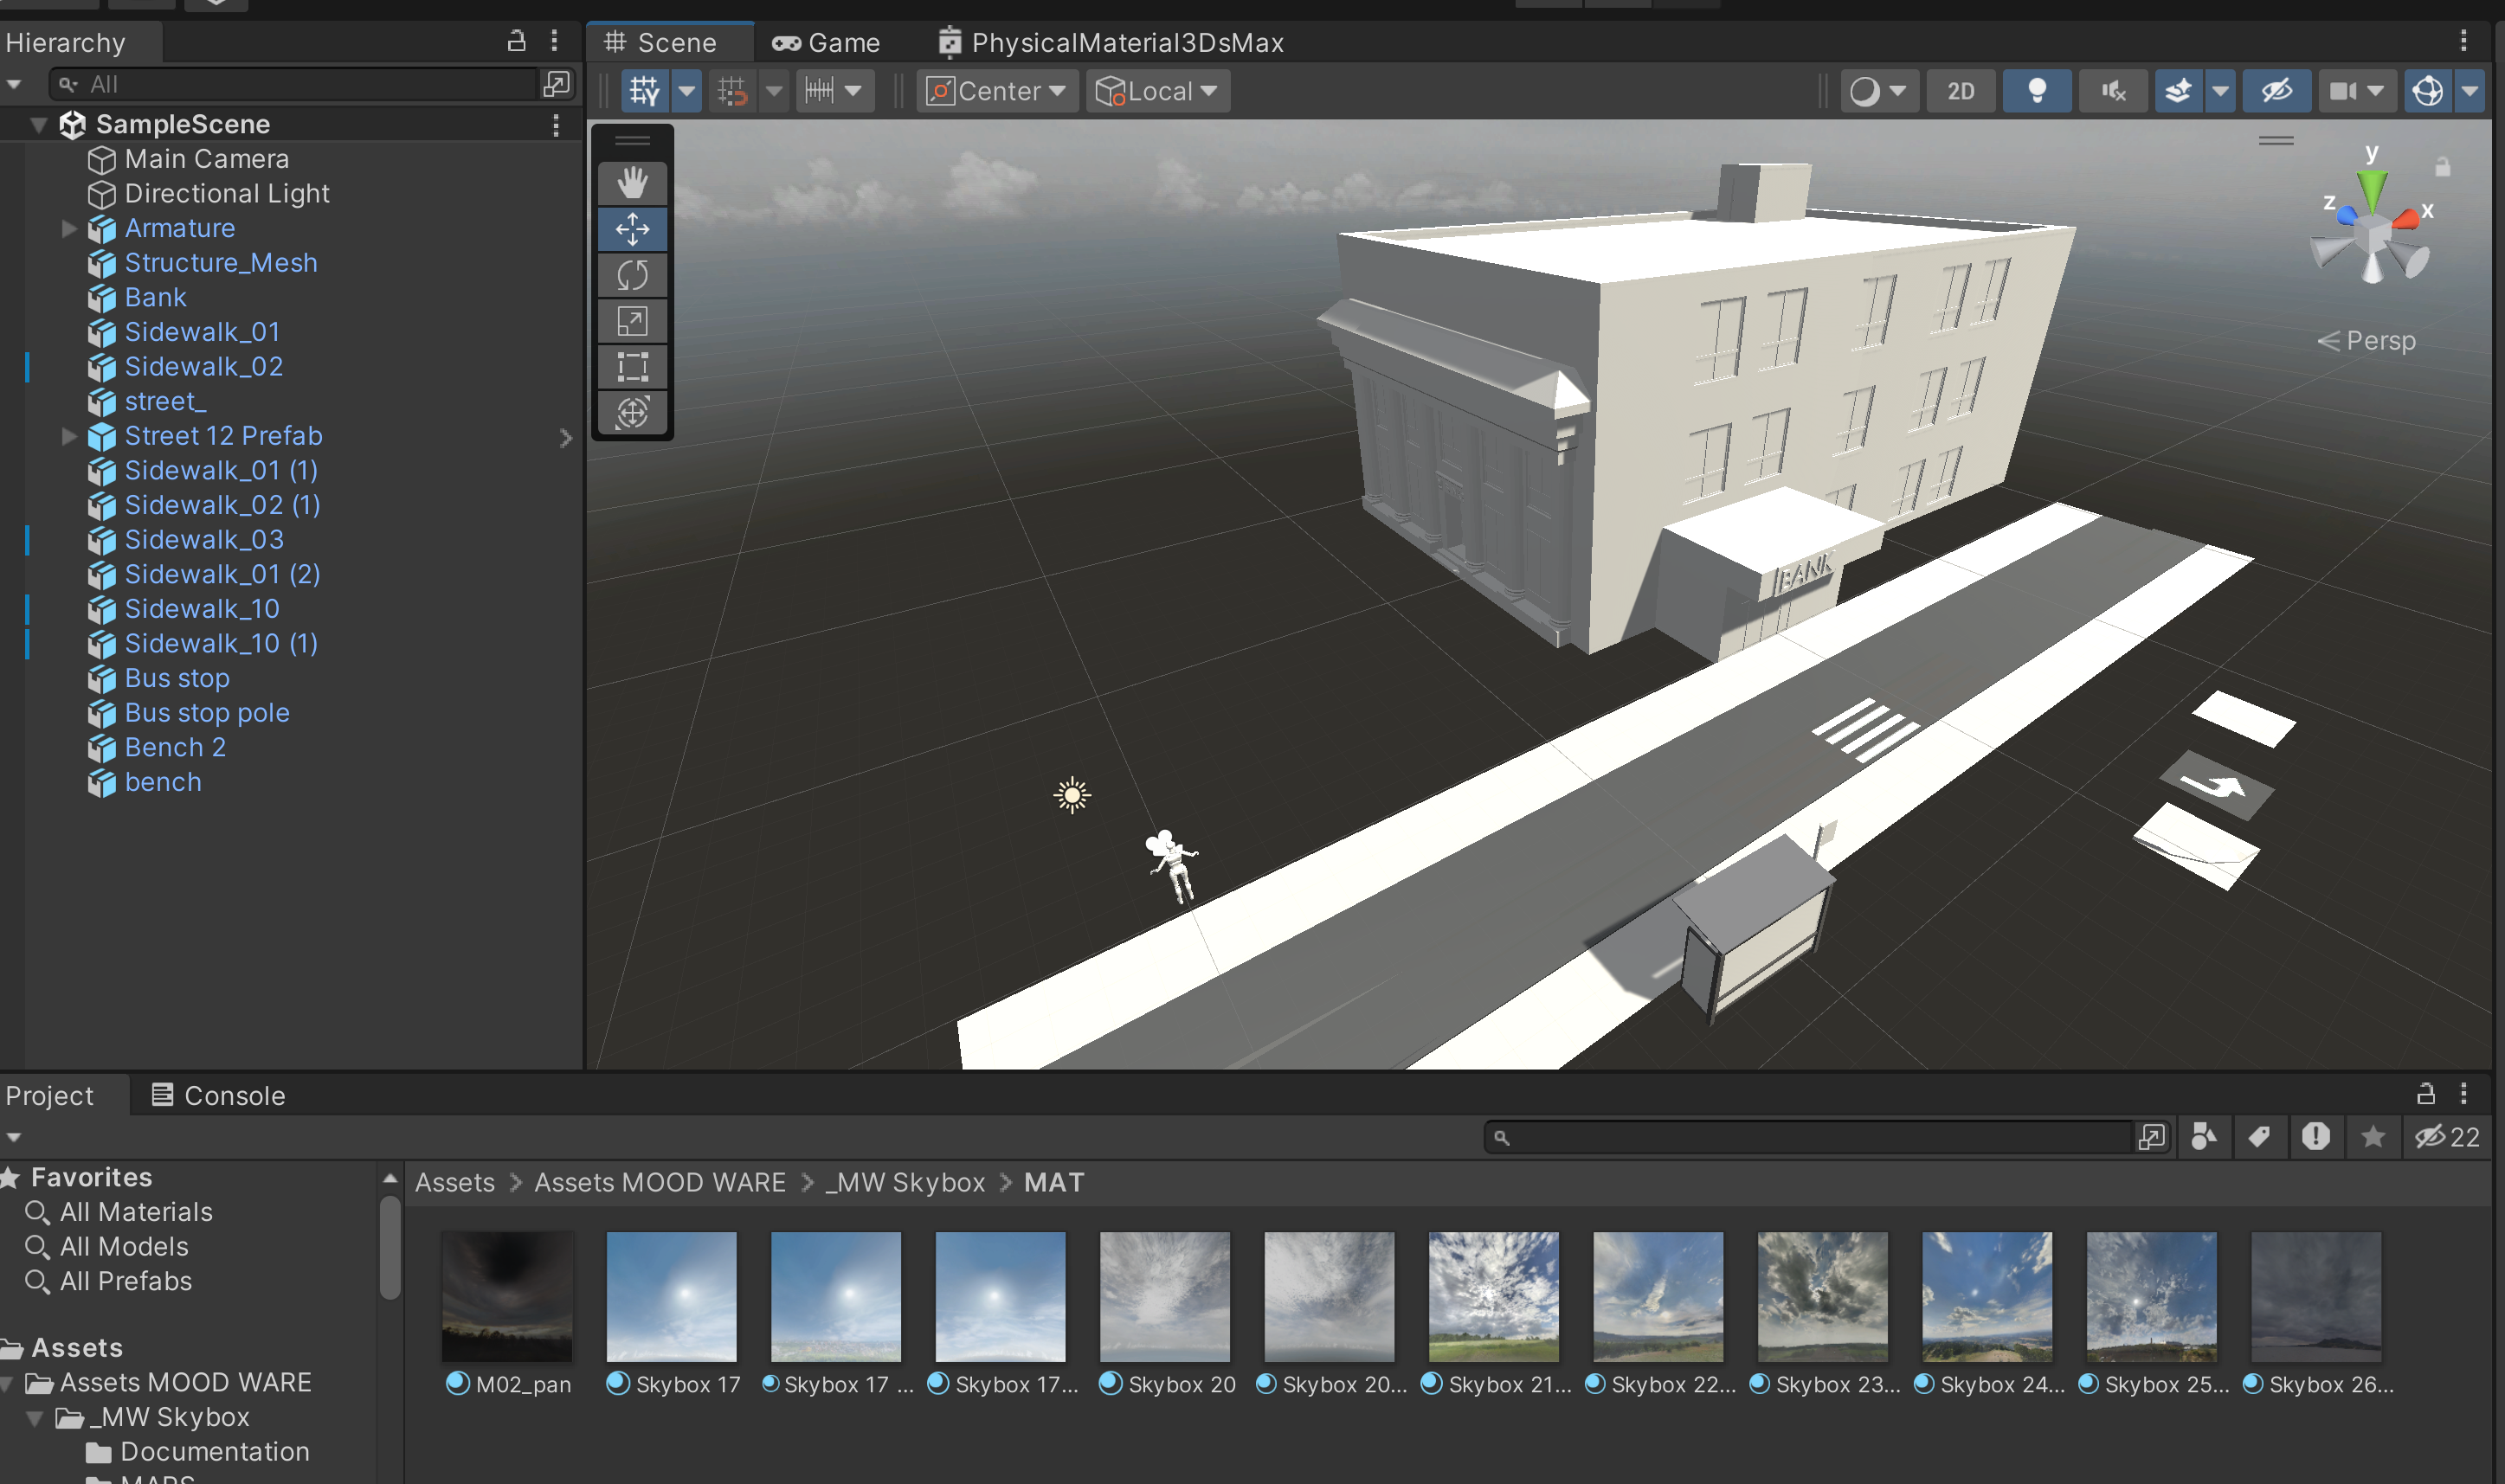 Hierarchy
All
SampleScene
Main Camera
Directional Light
Armature
Structure_Mesh
Bank
Sidewalk_01
Sidewalk_02
street_
Street 12 Prefab
Sidewalk_01 (1)
Sidewalk_02 (1)
Sidewalk_03
Sidewalk_01 (2)
Sidewalk_10
Sidewalk_10 (1)
Bus stop
Bus stop pole
Bench 2
bench
Scene Game PhysicalMaterial3DsMax
Center Local 2D
y
z x
Persp
BANK
Project Console
22
Favorites
All Materials
All Models
All Prefabs
Assets
Assets MOOD WARE
_MW Skybox
Documentation
MAPS
Assets > Assets MOOD WARE > _MW Skybox > MAT
M02_pan Skybox 17 Skybox 17 ... Skybox 17... Skybox 20 Skybox 20... Skybox 21... Skybox 22... Skybox 23... Skybox 24... Skybox 25... Skybox 26...